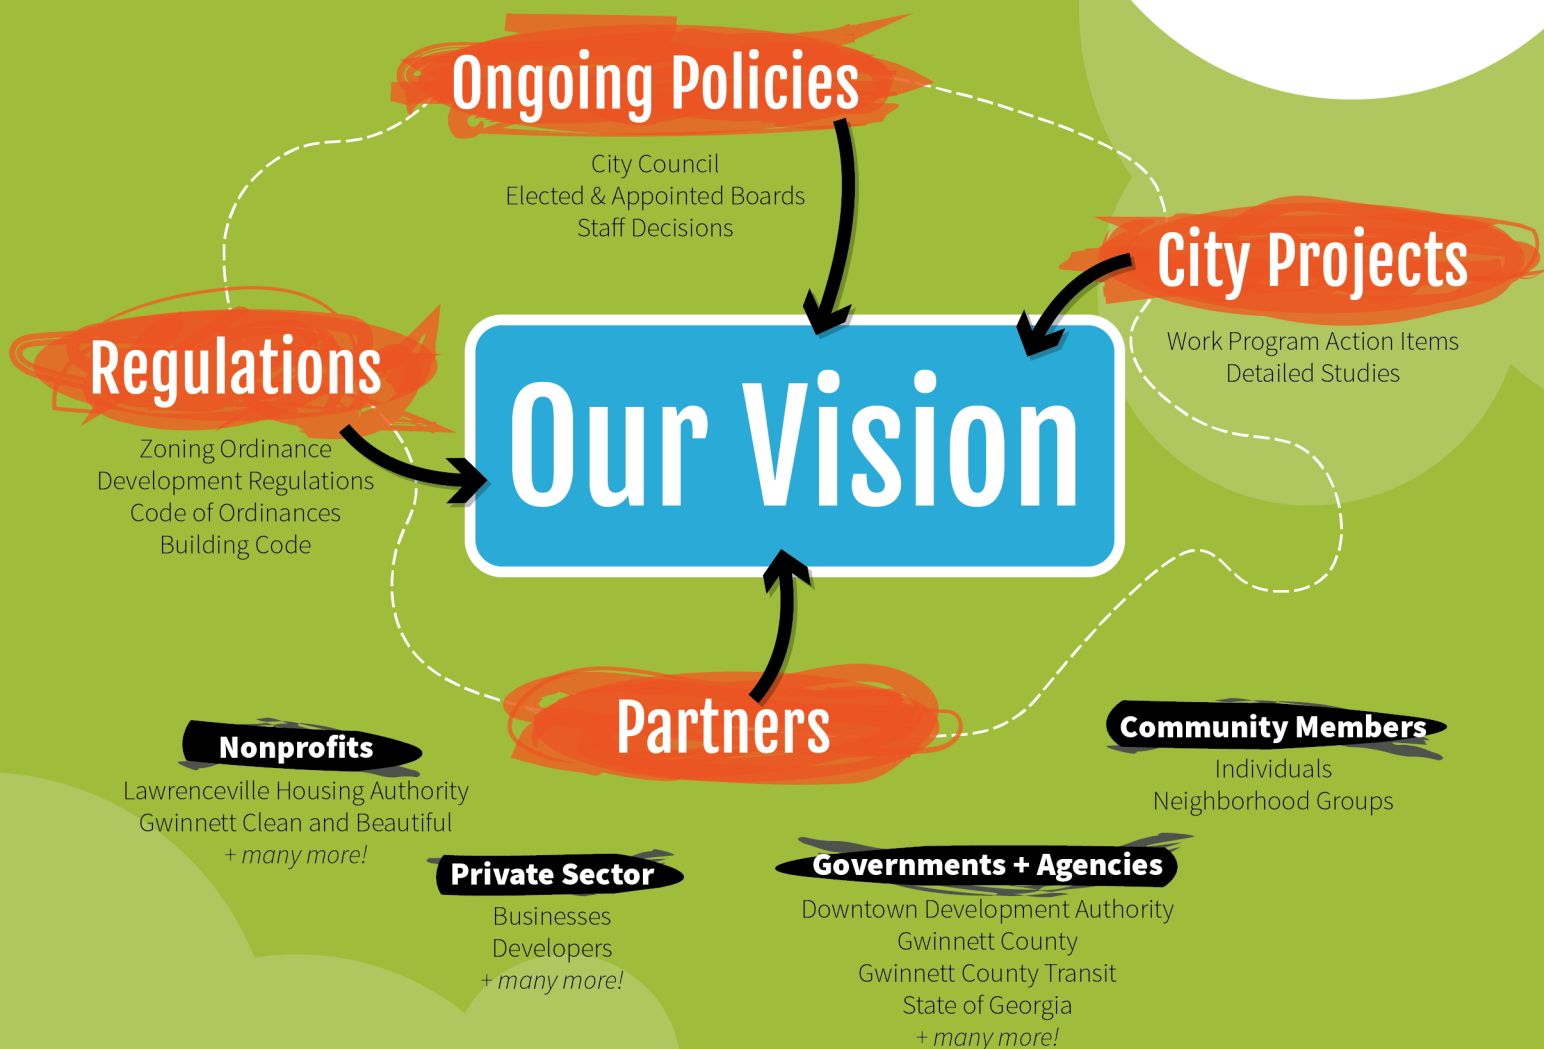 Ongoing Policies
City Council
Elected & Appointed Boards
Staff Decisions
City Projects
Work Program Action Items
Detailed Studies
Regulations
Zoning Ordinance
Development Regulations
Code of Ordinances
Building Code
Our Vision
Partners
Nonprofits
Lawrenceville Housing Authority
Gwinnett Clean and Beautiful
+ many more!
Private Sector
Businesses
Developers
+ many more!
Governments + Agencies
Downtown Development Authority
Gwinnett County
Gwinnett County Transit
State of Georgia
+ many more!
Community Members
Individuals
Neighborhood Groups